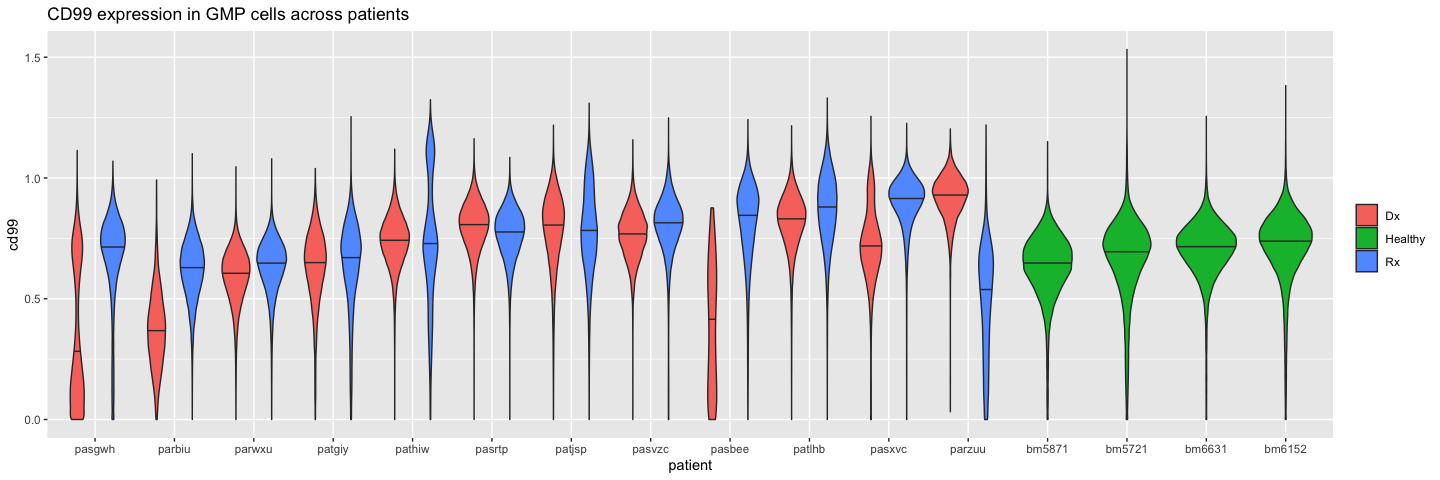 CD99 expression in GMP cells across patients
1.5
1.0
0.5
0.0
cd99
pasgwh parbiu parwxu patgiy pathiw pasrtp patjsp pasvzc pasbee patlhb pasxvc parzuu bm5871 bm5721 bm6631 bm6152
patient
Dx
Healthy
Rx